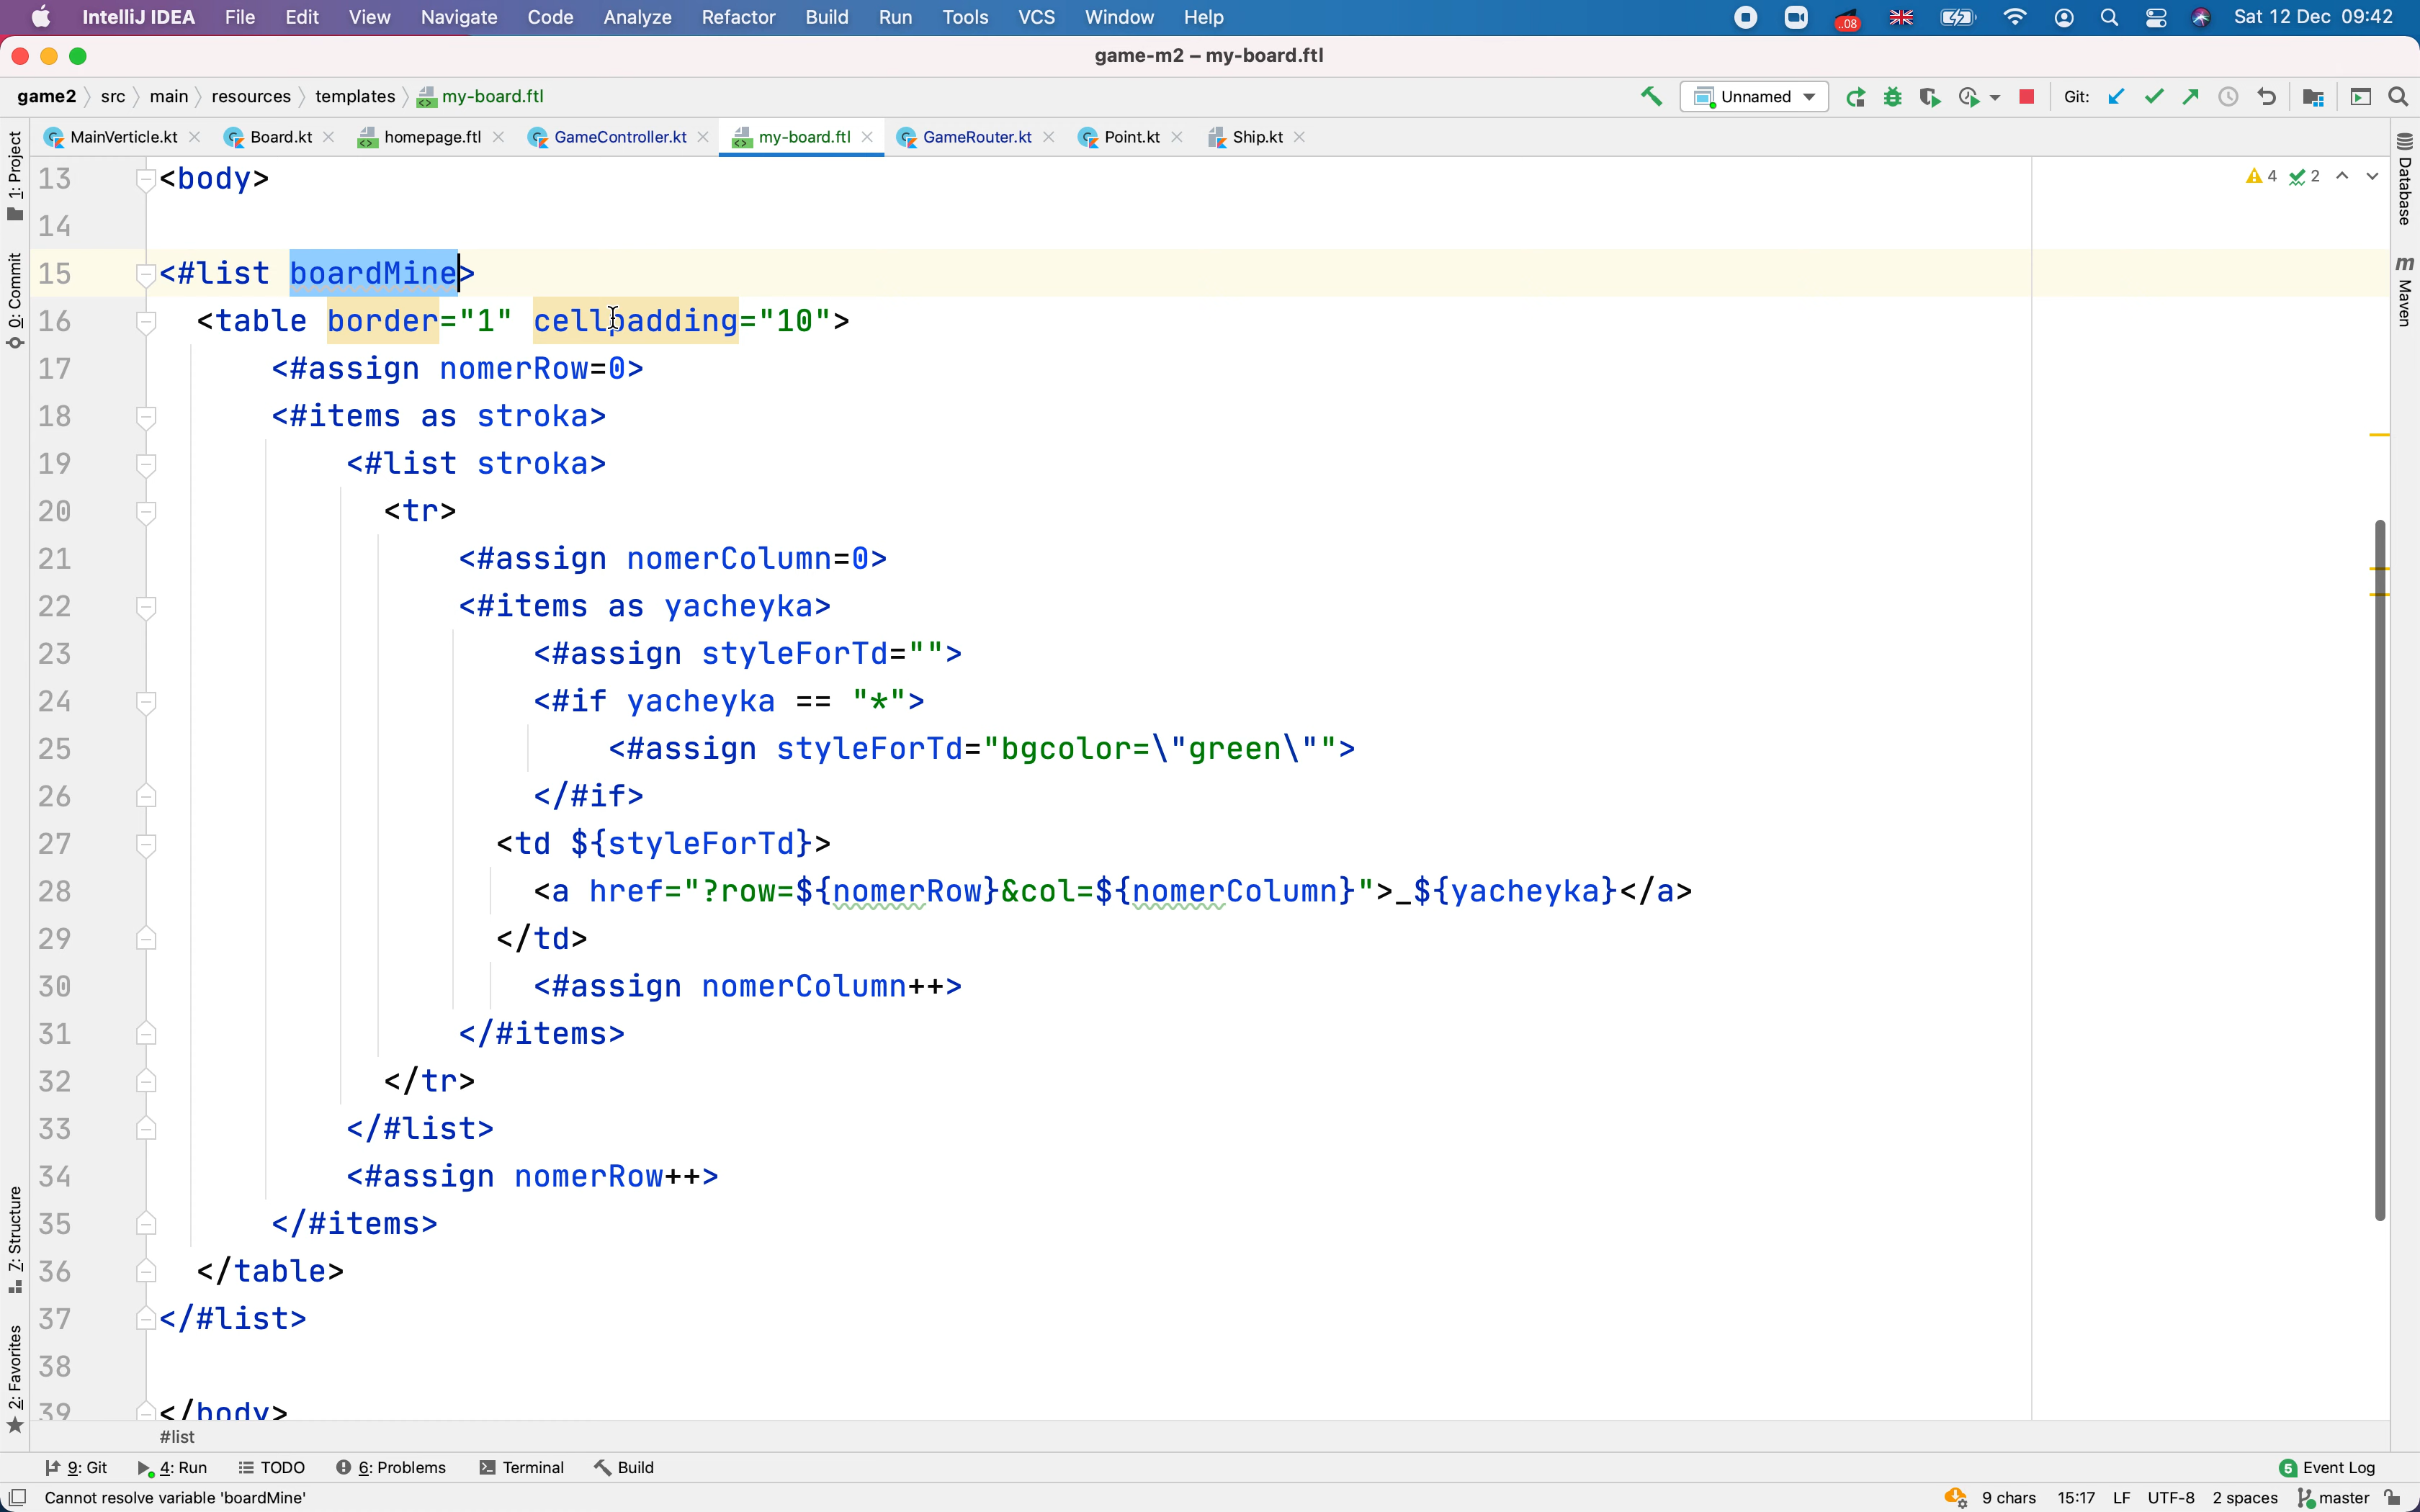 IntelliJ IDEA File Edit View Navigate Code Analyze Refactor Build Run Tools VCS Window Help ..08 Sat 12 Dec 09:42
game-m2 – my-board.ftl
game2 src main resources templates my-board.ftl Unnamed Git:
MainVerticle.kt Board.kt homepage.ftl GameController.kt my-board.ftl GameRouter.kt Point.kt Ship.kt
1: Project
0: Commit
7: Structure
2: Favorites
Database
m Maven
4 2
13 <body>
14
15 <#list boardMine>
16 <table border="1" cellpadding="10">
17 <#assign nomerRow=0>
18 <#items as stroka>
19 <#list stroka>
20 <tr>
21 <#assign nomerColumn=0>
22 <#items as yacheyka>
23 <#assign styleForTd="">
24 <#if yacheyka == "*">
25 <#assign styleForTd="bgcolor=\"green\"">
26 </#if>
27 <td ${styleForTd}>
28 <a href="?row=${nomerRow}&col=${nomerColumn}">_${yacheyka}</a>
29 </td>
30 <#assign nomerColumn++>
31 </#items>
32 </tr>
33 </#list>
34 <#assign nomerRow++>
35 </#items>
36 </table>
37 </#list>
38
39 </body>
#list
9: Git 4: Run TODO 6: Problems Terminal Build 5 Event Log
Cannot resolve variable 'boardMine' 9 chars 15:17 LF UTF-8 2 spaces master